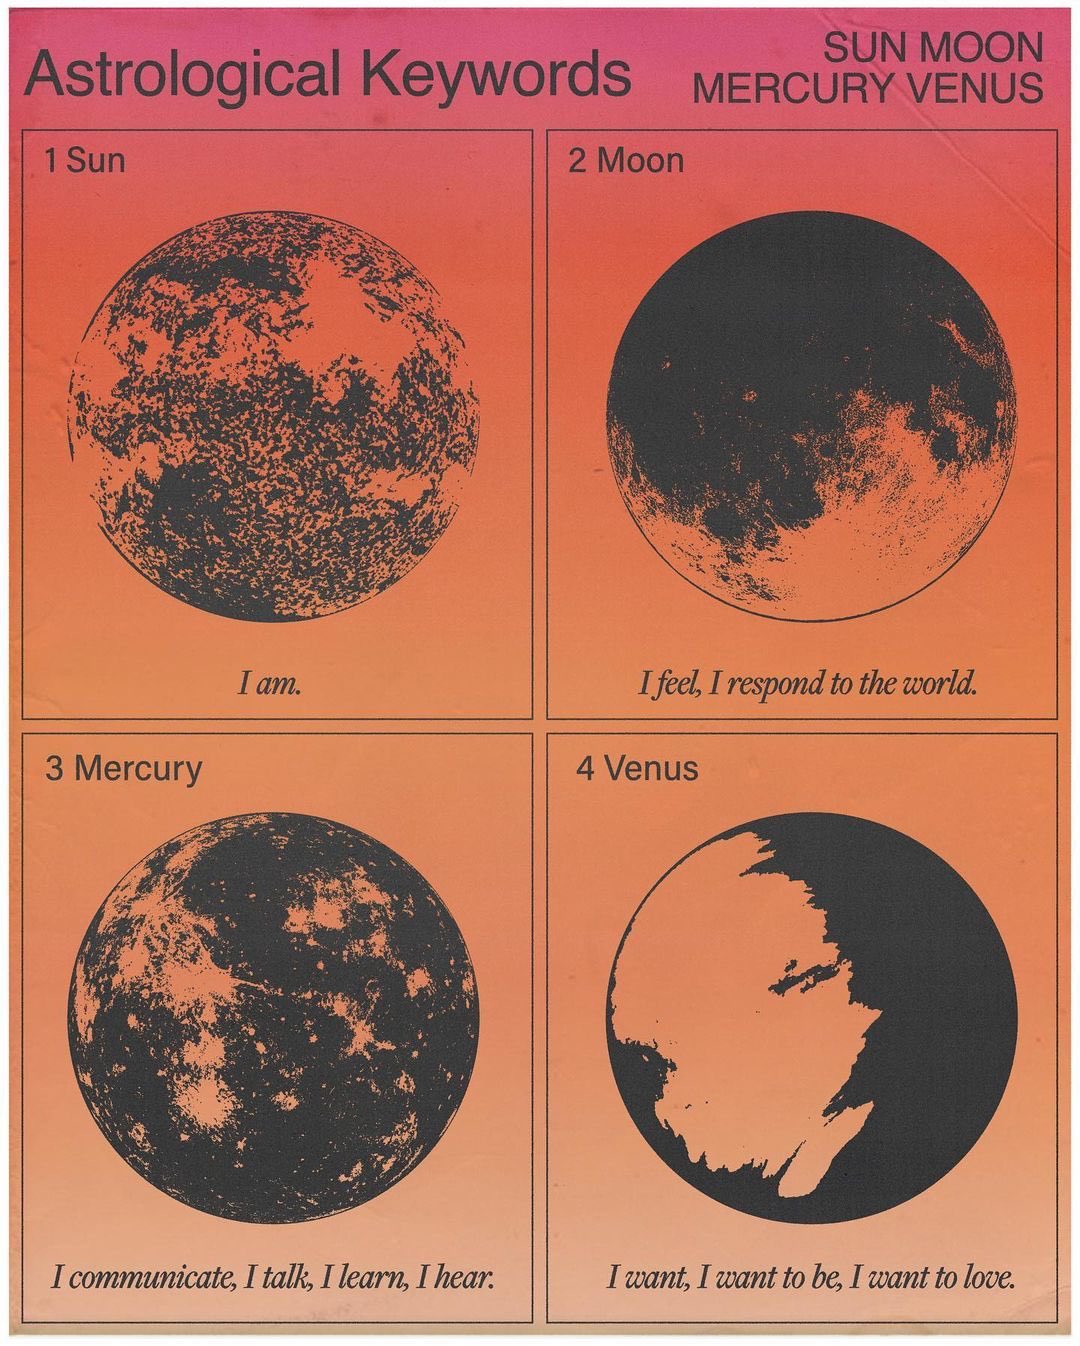 Astrological Keywords
SUN MOON
MERCURY VENUS
1 Sun
I am.
2 Moon
I feel, I respond to the world.
3 Mercury
I communicate, I talk, I learn, I hear.
4 Venus
I want, I want to be, I want to love.